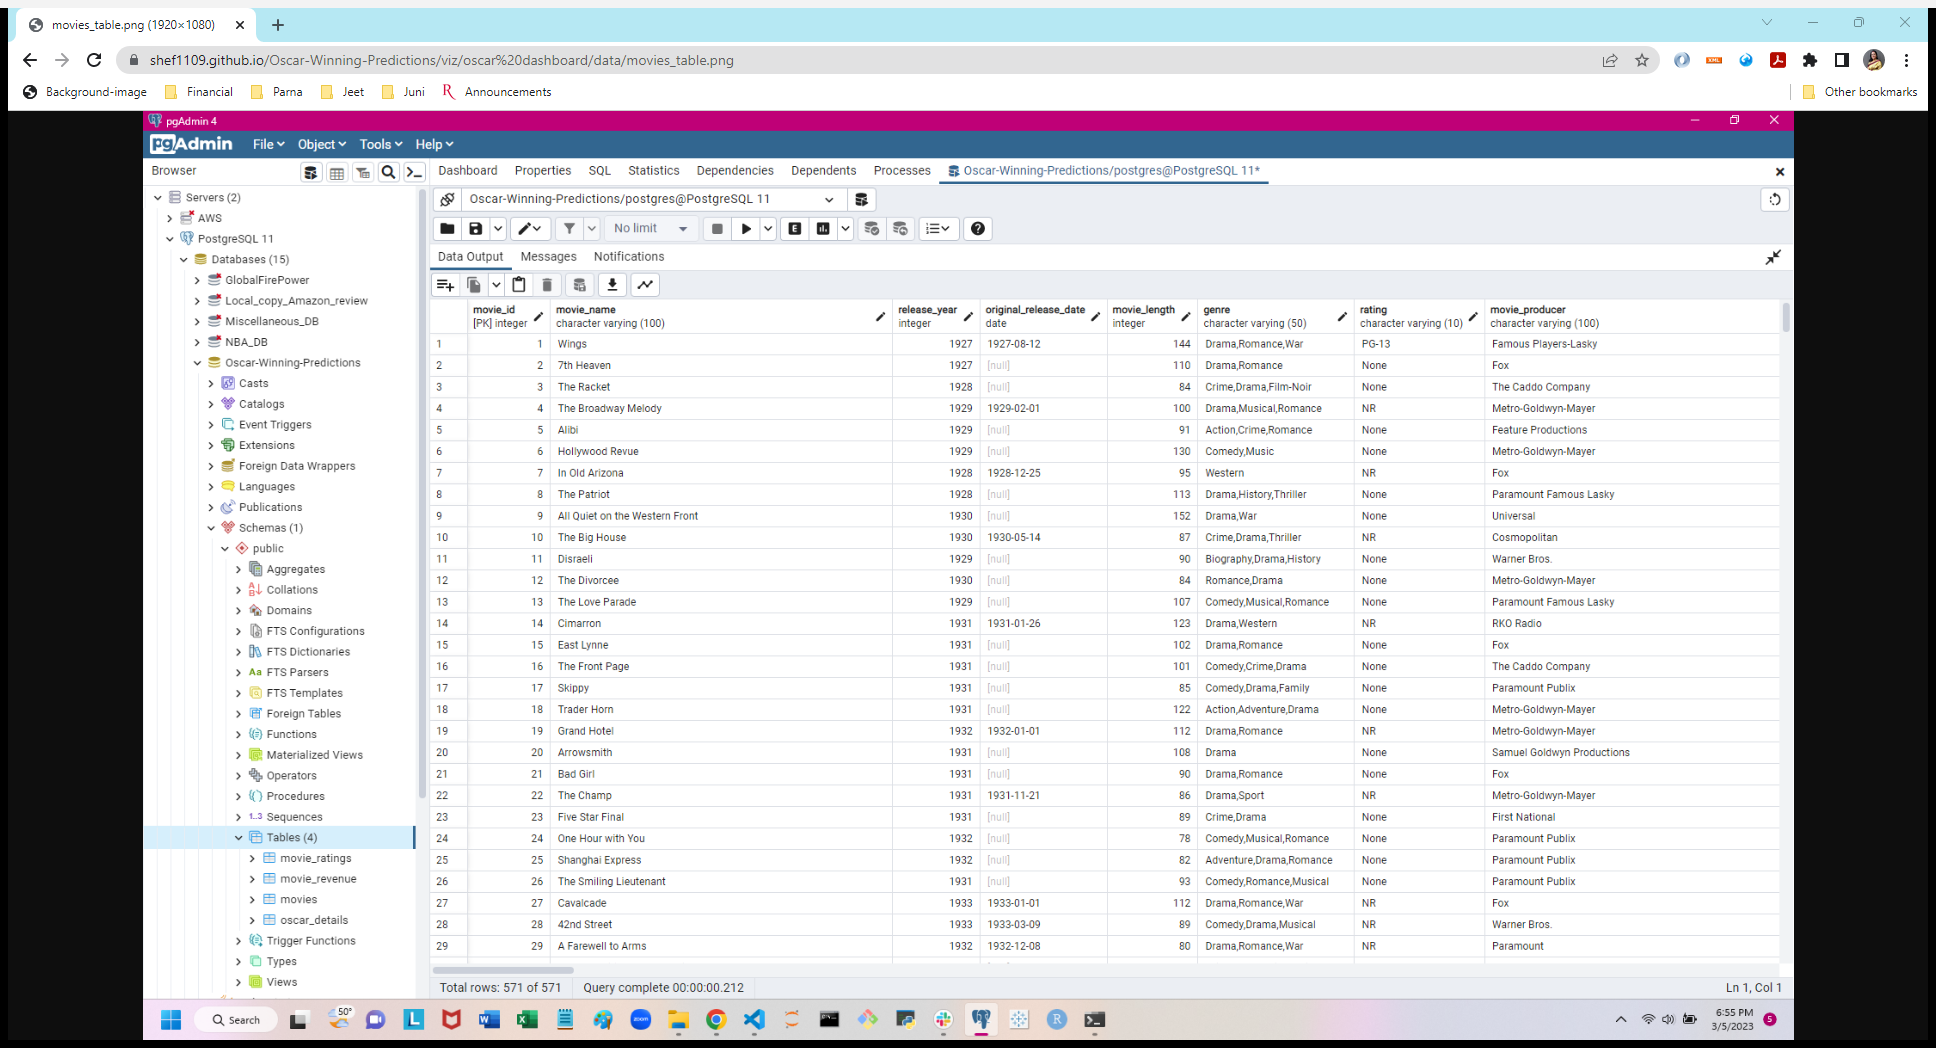 movies_table.png (1920×1080)
shef1109.github.io/Oscar-Winning-Predictions/viz/oscar%20dashboard/data/movies_table.png
Background-image Financial Parna Jeet Juni Announcements Other bookmarks
pgAdmin 4
pgAdmin File Object Tools Help
Browser
Dashboard Properties SQL Statistics Dependencies Dependents Processes Oscar-Winning-Predictions/postgres@PostgreSQL 11*
Servers (2)
AWS
PostgreSQL 11
Databases (15)
GlobalFirePower
Local_copy_Amazon_review
Miscellaneous_DB
NBA_DB
Oscar-Winning-Predictions
Casts
Catalogs
Event Triggers
Extensions
Foreign Data Wrappers
Languages
Publications
Schemas (1)
public
Aggregates
Collations
Domains
FTS Configurations
FTS Dictionaries
FTS Parsers
FTS Templates
Foreign Tables
Functions
Materialized Views
Operators
Procedures
1..3 Sequences
Tables (4)
movie_ratings
movie_revenue
movies
oscar_details
Trigger Functions
Types
Views
Oscar-Winning-Predictions/postgres@PostgreSQL 11
No limit
Data Output Messages Notifications
movie_id movie_name release_year original_release_date movie_length genre rating movie_producer
[PK] integer character varying (100) integer date integer character varying (50) character varying (10) character varying (100)
1 1 Wings 1927 1927-08-12 144 Drama,Romance,War PG-13 Famous Players-Lasky
2 2 7th Heaven 1927 [null] 110 Drama,Romance None Fox
3 3 The Racket 1928 [null] 84 Crime,Drama,Film-Noir None The Caddo Company
4 4 The Broadway Melody 1929 1929-02-01 100 Drama,Musical,Romance NR Metro-Goldwyn-Mayer
5 5 Alibi 1929 [null] 91 Action,Crime,Romance None Feature Productions
6 6 Hollywood Revue 1929 [null] 130 Comedy,Music None Metro-Goldwyn-Mayer
7 7 In Old Arizona 1928 1928-12-25 95 Western NR Fox
8 8 The Patriot 1928 [null] 113 Drama,History,Thriller None Paramount Famous Lasky
9 9 All Quiet on the Western Front 1930 [null] 152 Drama,War None Universal
10 10 The Big House 1930 1930-05-14 87 Crime,Drama,Thriller NR Cosmopolitan
11 11 Disraeli 1929 [null] 90 Biography,Drama,History None Warner Bros.
12 12 The Divorcee 1930 [null] 84 Romance,Drama None Metro-Goldwyn-Mayer
13 13 The Love Parade 1929 [null] 107 Comedy,Musical,Romance None Paramount Famous Lasky
14 14 Cimarron 1931 1931-01-26 123 Drama,Western NR RKO Radio
15 15 East Lynne 1931 [null] 102 Drama,Romance None Fox
16 16 The Front Page 1931 [null] 101 Comedy,Crime,Drama None The Caddo Company
17 17 Skippy 1931 [null] 85 Comedy,Drama,Family None Paramount Publix
18 18 Trader Horn 1931 [null] 122 Action,Adventure,Drama None Metro-Goldwyn-Mayer
19 19 Grand Hotel 1932 1932-01-01 112 Drama,Romance NR Metro-Goldwyn-Mayer
20 20 Arrowsmith 1931 [null] 108 Drama None Samuel Goldwyn Productions
21 21 Bad Girl 1931 [null] 90 Drama,Romance None Fox
22 22 The Champ 1931 1931-11-21 86 Drama,Sport NR Metro-Goldwyn-Mayer
23 23 Five Star Final 1931 [null] 89 Crime,Drama None First National
24 24 One Hour with You 1932 [null] 78 Comedy,Musical,Romance None Paramount Publix
25 25 Shanghai Express 1932 [null] 82 Adventure,Drama,Romance None Paramount Publix
26 26 The Smiling Lieutenant 1931 [null] 93 Comedy,Romance,Musical None Paramount Publix
27 27 Cavalcade 1933 1933-01-01 112 Drama,Romance,War NR Fox
28 28 42nd Street 1933 1933-03-09 89 Comedy,Drama,Musical NR Warner Bros.
29 29 A Farewell to Arms 1932 1932-12-08 80 Drama,Romance,War NR Paramount
Total rows: 571 of 571 Query complete 00:00:00.212 Ln 1, Col 1
Search 50° 6:55 PM
3/5/2023 5